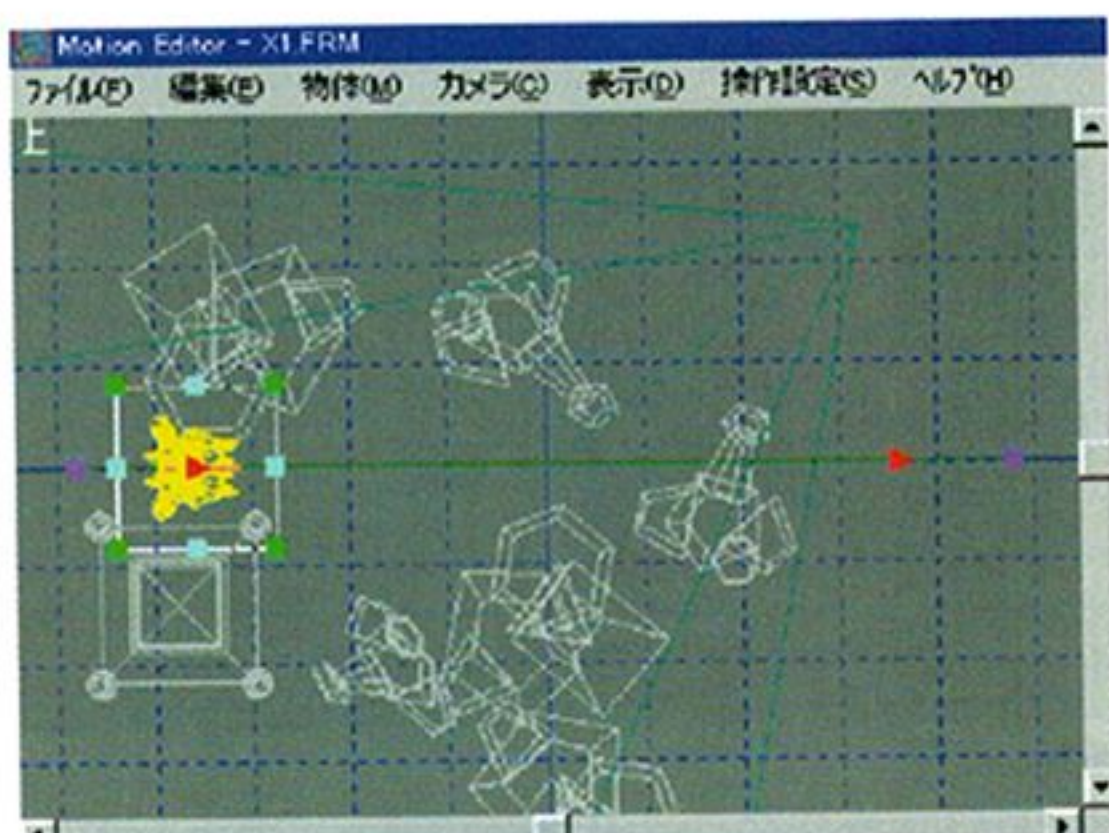 Motion Editor - X1.FRM
ファイル(F) 編集(E) 物体(M) カメラ(C) 表示(D) 操作設定(S) ヘルプ(H)
上